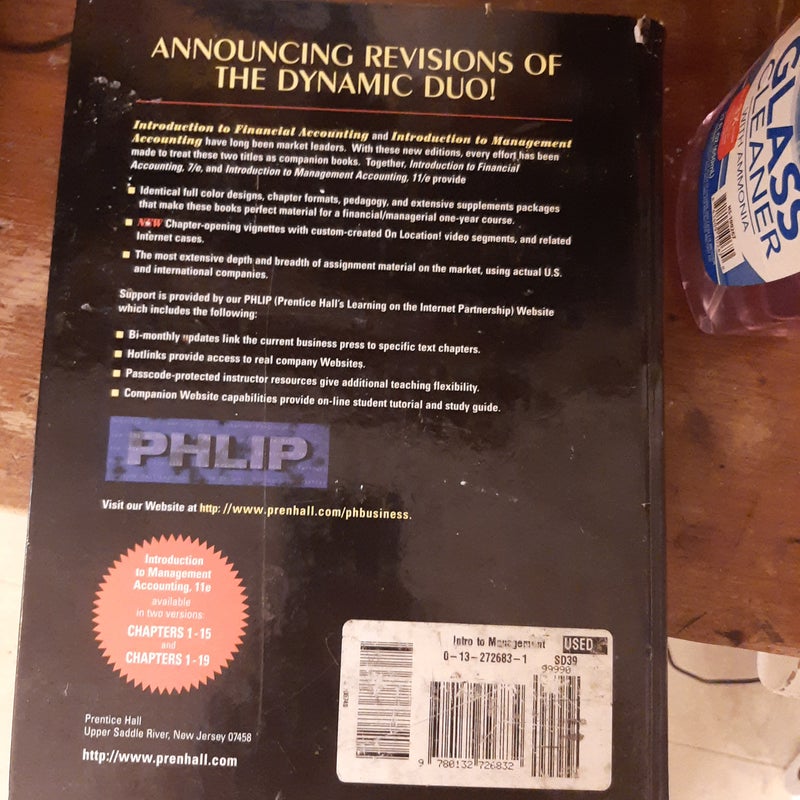 ANNOUNCING REVISIONS OF
THE DYNAMIC DUO!
Introduction to Financial Accounting and Introduction to Management
Accounting have long been market leaders. With these new editions, every effort has been
made to treat these two titles as companion books. Together, Introduction to Financial
Accounting, 7/e, and Introduction to Management Accounting, 11/e provide
Identical full color designs, chapter formats, pedagogy, and extensive supplements packages
that make these books perfect material for a financial/managerial one-year course.
NEW Chapter-opening vignettes with custom-created On Location! video segments, and related
Internet cases.
The most extensive depth and breadth of assignment material on the market, using actual U.S.
and international companies.
Support is provided by our PHLIP (Prentice Hall's Learning on the Internet Partnership) Website
which includes the following:
Bi-monthly updates link the current business press to specific text chapters.
Hotlinks provide access to real company Websites.
Passcode-protected instructor resources give additional teaching flexibility.
Companion Website capabilities provide on-line student tutorial and study guide.
PHLIP
Visit our Website at http: //www.prenhall.com/phbusiness.
Introduction
to Management
Accounting, 11e
available
in two versions:
CHAPTERS 1-15
and
CHAPTERS 1-19
Prentice Hall
Upper Saddle River, New Jersey 07458
http://www.prenhall.com
Intro to Management USED
0-13-272683-1 SD39
99990
9 780132 726832
GLASS
CLEANER
WITH AMMONIA